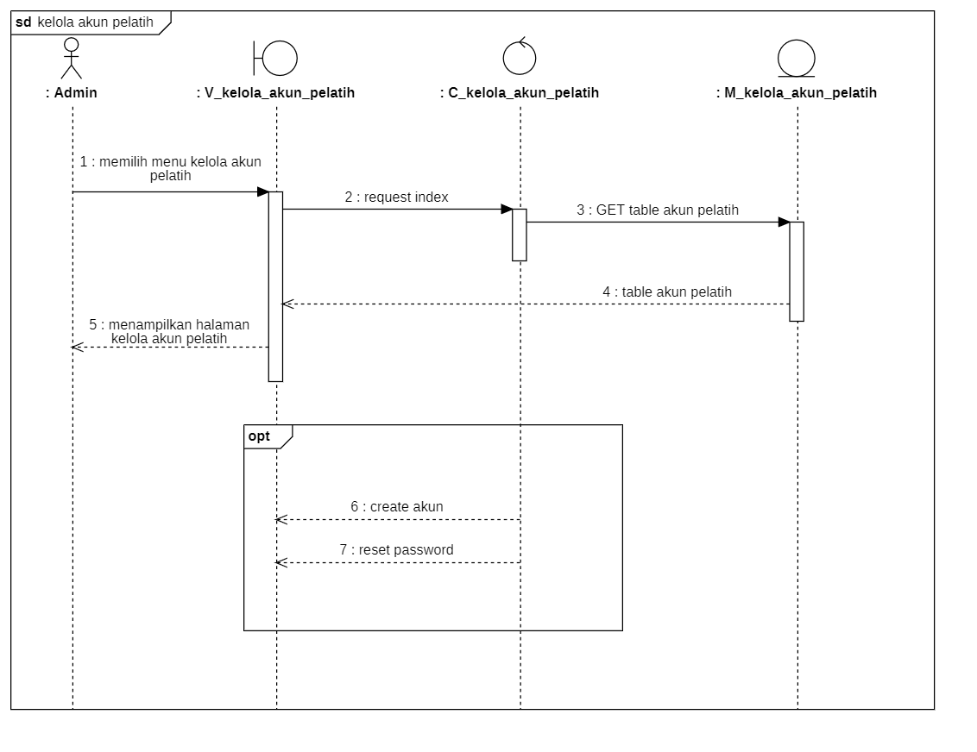 sd kelola akun pelatih
: Admin
: V_kelola_akun_pelatih
: C_kelola_akun_pelatih
: M_kelola_akun_pelatih
1 : memilih menu kelola akun
pelatih
2 : request index
3 : GET table akun pelatih
4 : table akun pelatih
5 : menampilkan halaman
kelola akun pelatih
opt
6 : create akun
7 : reset password